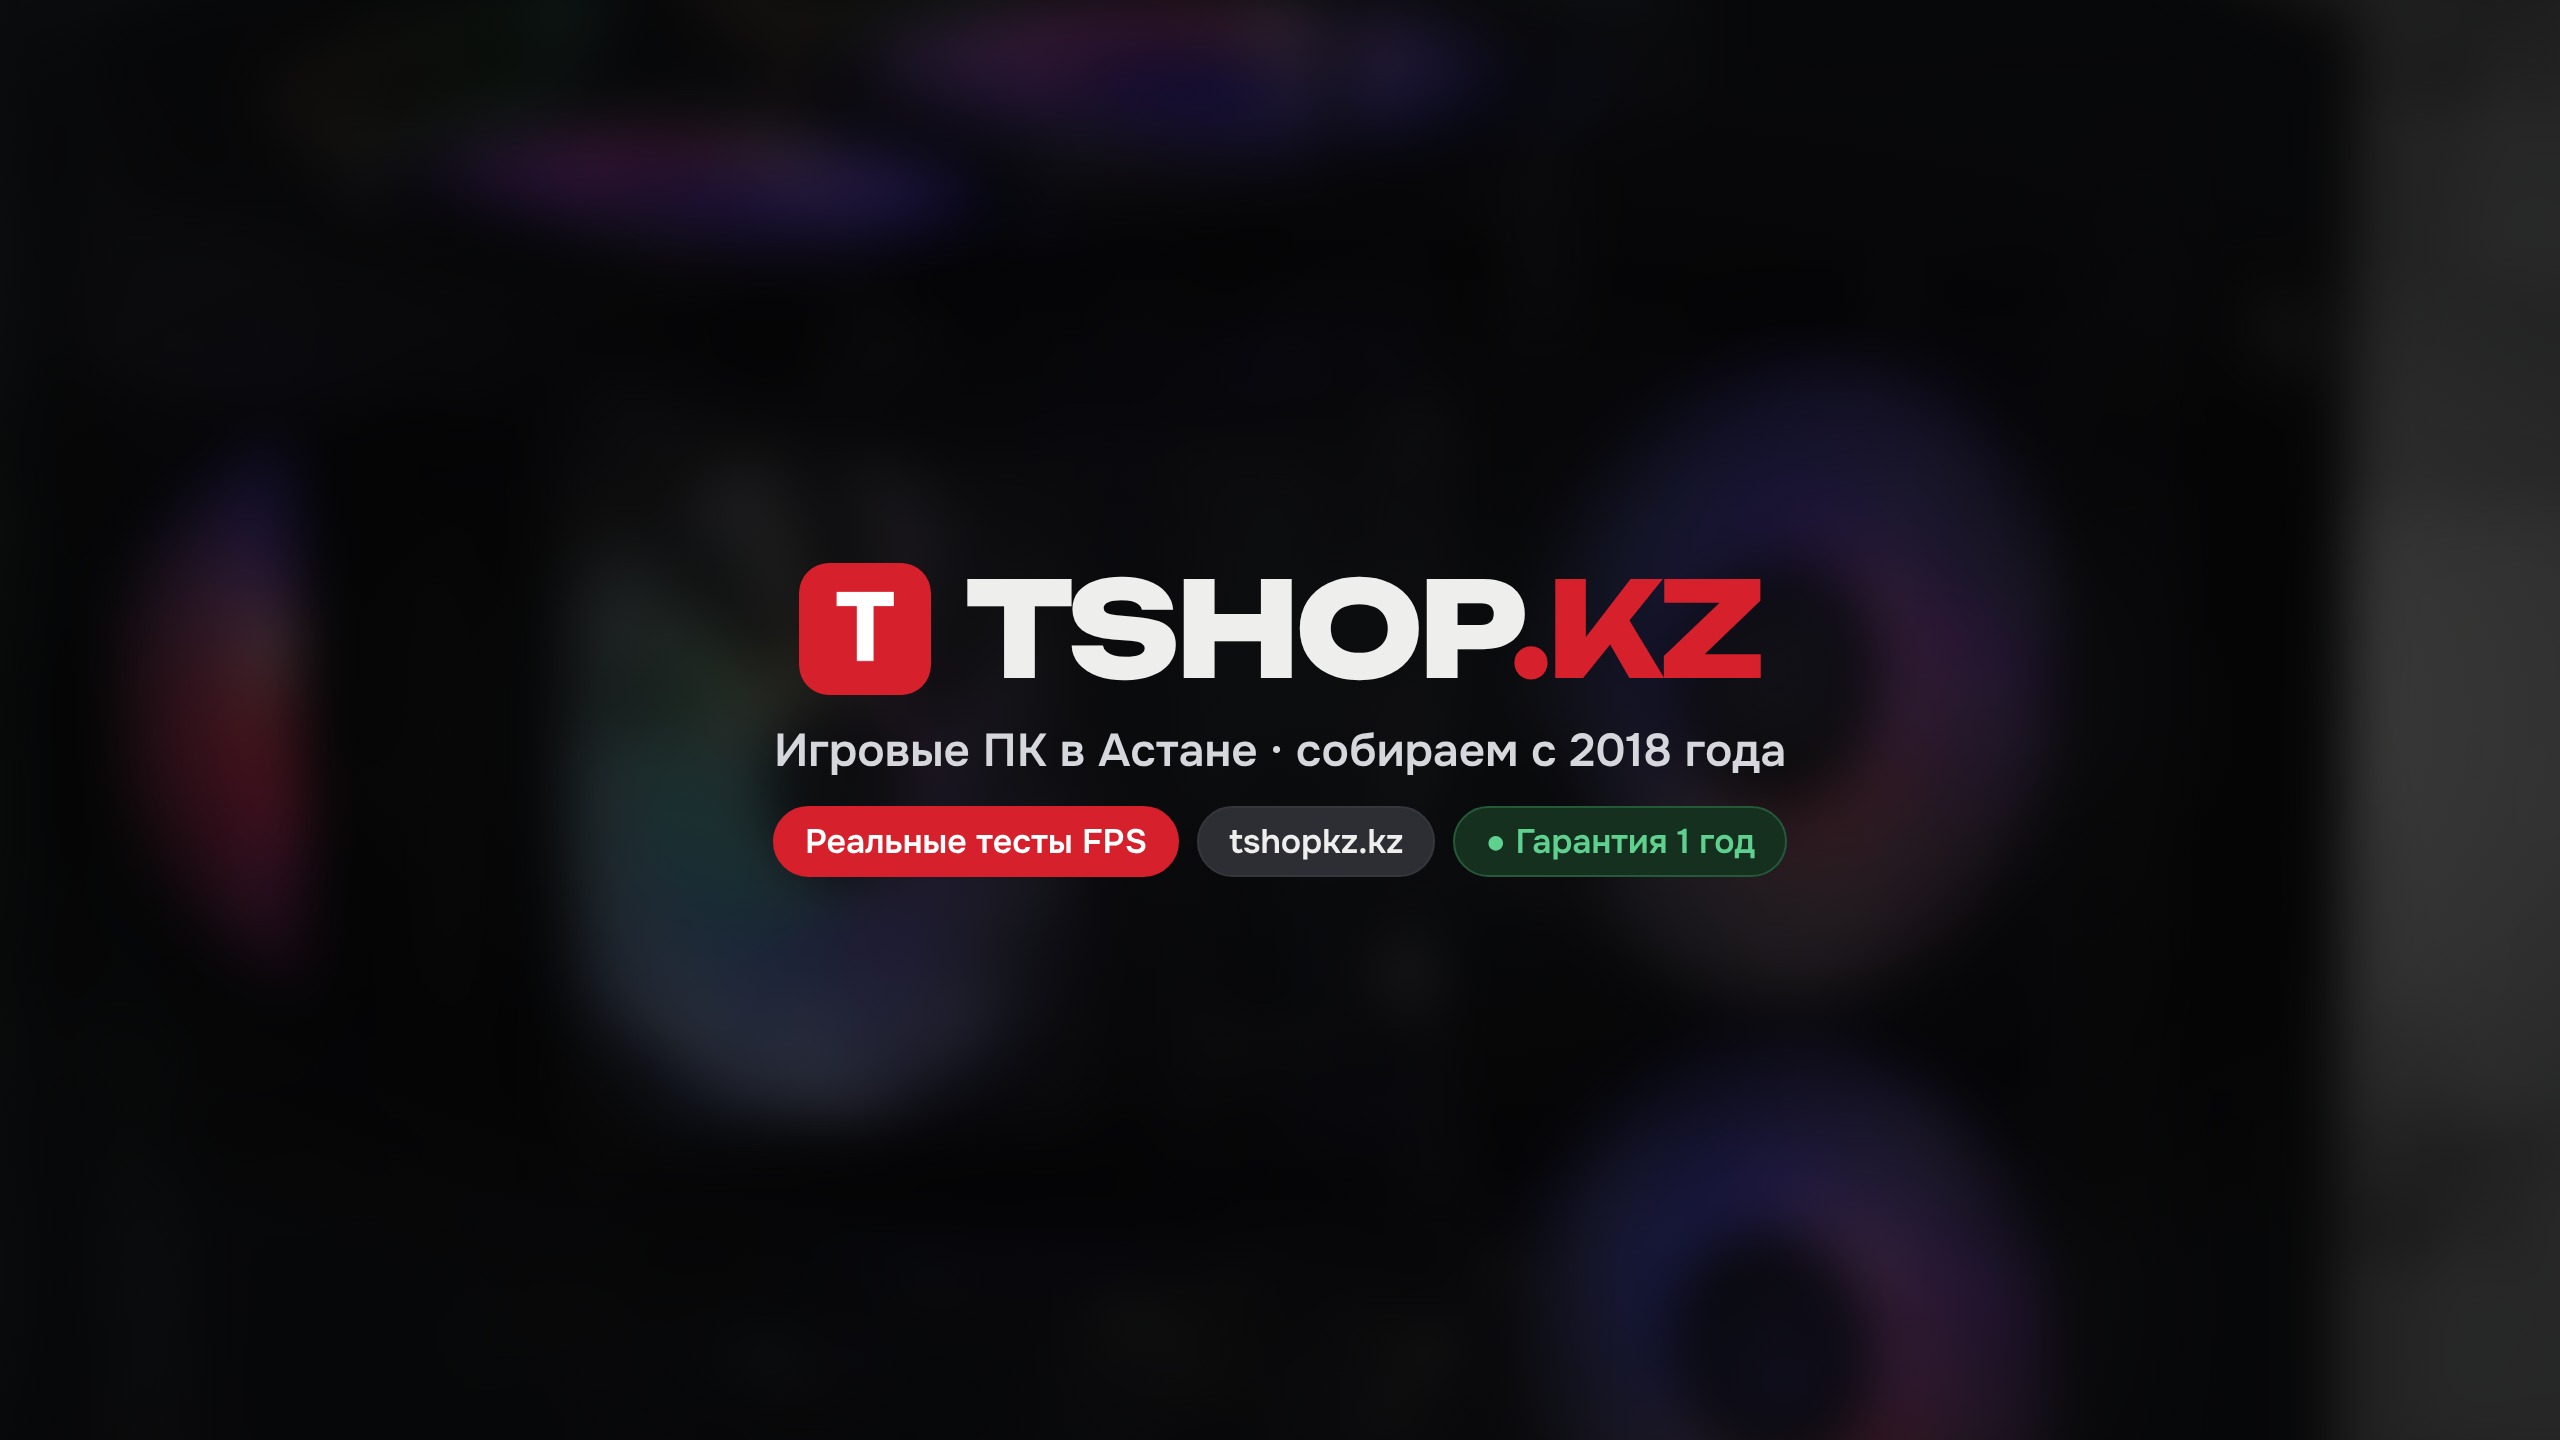 T TSHOP.KZ
Игровые ПК в Астане · собираем с 2018 года
Реальные тесты FPS tshopkz.kz ● Гарантия 1 год